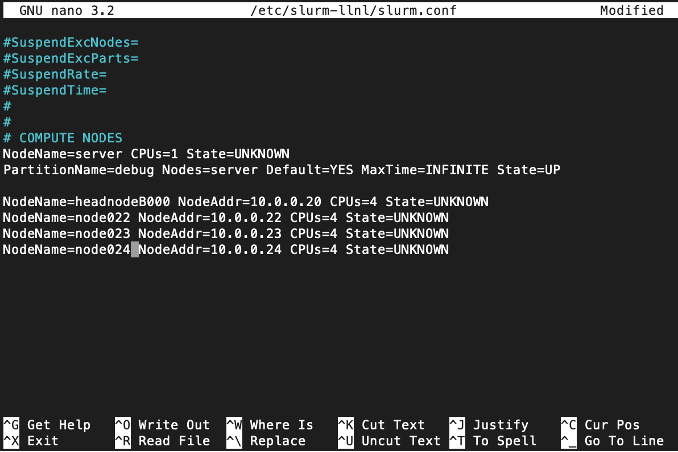 GNU nano 3.2 /etc/slurm-llnl/slurm.conf Modified
#SuspendExcNodes=
#SuspendExcParts=
#SuspendRate=
#SuspendTime=
#
#
# COMPUTE NODES
NodeName=server CPUs=1 State=UNKNOWN
PartitionName=debug Nodes=server Default=YES MaxTime=INFINITE State=UP
NodeName=headnodeB000 NodeAddr=10.0.0.20 CPUs=4 State=UNKNOWN
NodeName=node022 NodeAddr=10.0.0.22 CPUs=4 State=UNKNOWN
NodeName=node023 NodeAddr=10.0.0.23 CPUs=4 State=UNKNOWN
NodeName=node024 NodeAddr=10.0.0.24 CPUs=4 State=UNKNOWN
^G Get Help ^O Write Out ^W Where Is ^K Cut Text ^J Justify ^C Cur Pos
^X Exit ^R Read File ^\ Replace ^U Uncut Text ^T To Spell ^_ Go To Line